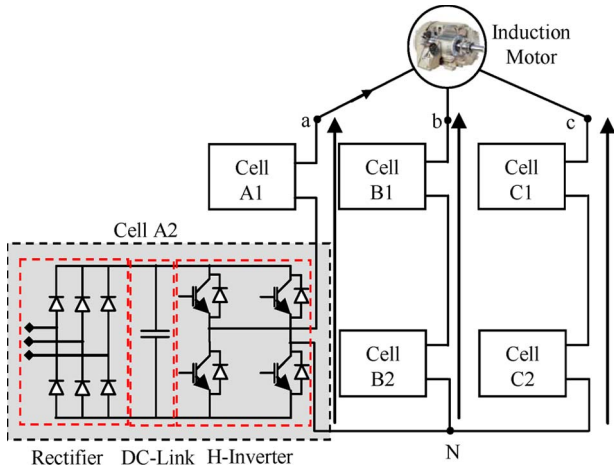 Induction
Motor
a
b
c
Cell
A1
Cell
B1
Cell
C1
Cell A2
Cell
B2
Cell
C2
N
Rectifier DC-Link H-Inverter